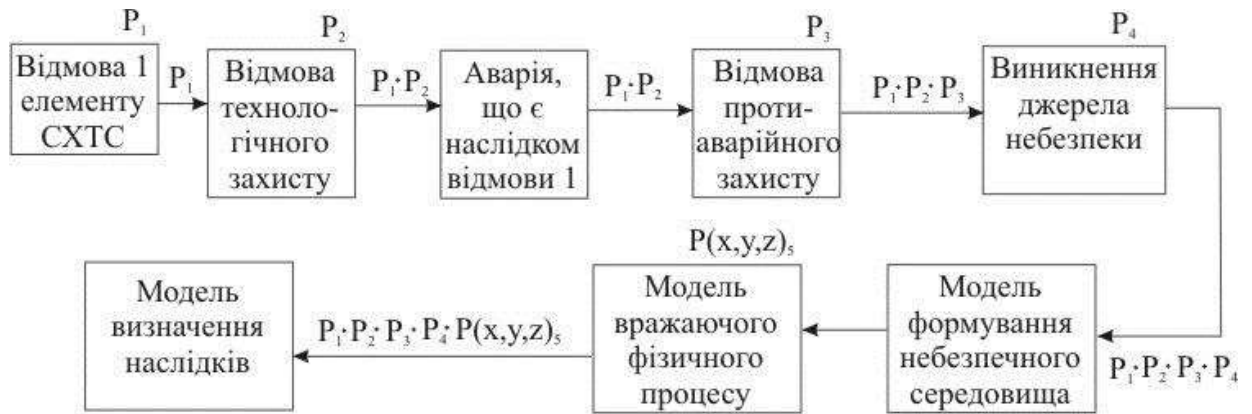 P₁
Відмова 1
елементу
СХТС
P₁
P₂
Відмова
техноло-
гічного
захисту
P₁·P₂
Аварія,
що є
наслідком
відмови 1
P₁·P₂
P₃
Відмова
проти-
аварійного
захисту
P₁·P₂·P₃
P₄
Виникнення
джерела
небезпеки
P₁·P₂·P₃·P₄
Модель
формування
небезпечного
середовища
P(x,y,z)₅
Модель
вражаючого
фізичного
процесу
P₁·P₂·P₃·P₄·P(x,y,z)₅
Модель
визначення
наслідків